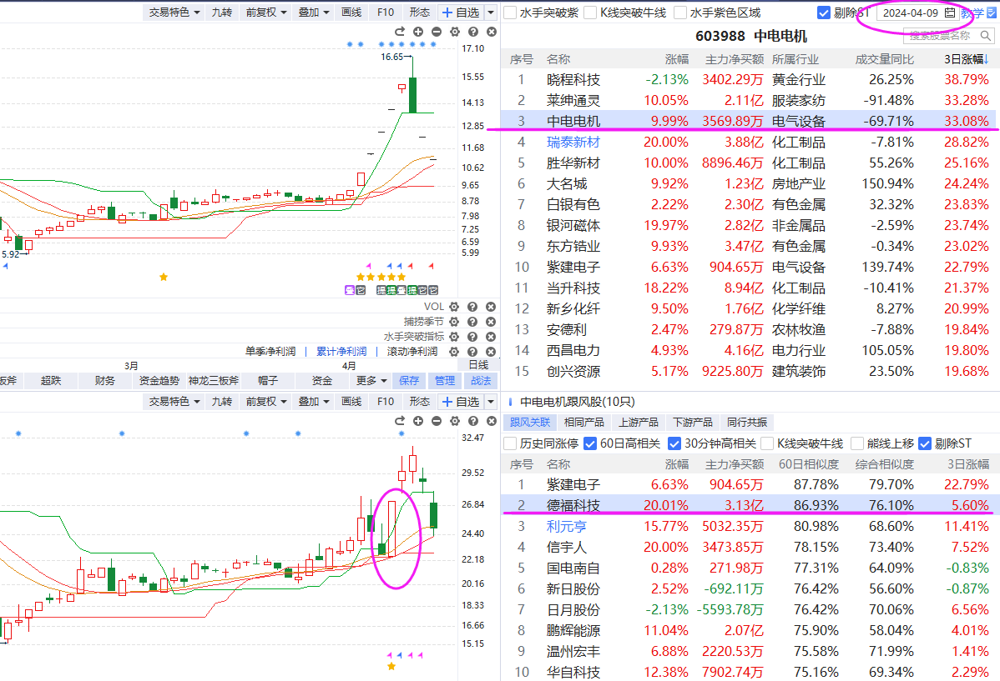 交易特色 九转 前复权 叠加 画线 F10 形态 自选
16.65
17.10
15.55
14.13
12.85
11.68
10.62
9.65
8.78
7.98
7.25
6.59
5.99
5.92
VOL
捕捞季节
水手突破指标
单季净利润 | 累计净利润 | 滚动净利润
3月 4月 日线
板斧 超跌 财务 资金趋势 神龙三板斧 帽子 资金 更多 保存 管理 战法
交易特色 九转 前复权 叠加 画线 F10 形态 自选
32.47
29.52
26.84
24.40
22.18
20.16
18.33
16.66
15.15
水手突破紫 K线突破牛线 水手紫色区域 剔除ST 2024-04-09 教学
603988 中电电机 搜索股票名称
序号 名称 涨幅 主力净买额 所属行业 成交量同比 3日涨幅↓
1 晓程科技 -2.13% 3402.29万 黄金行业 26.25% 38.79%
2 莱绅通灵 10.05% 2.11亿 服装家纺 -91.48% 33.28%
3 中电电机 9.99% 3569.89万 电气设备 -69.71% 33.08%
4 瑞泰新材 20.00% 3.88亿 化工制品 -7.81% 28.82%
5 胜华新材 10.00% 8896.46万 化工制品 55.26% 25.16%
6 大名城 9.92% 1.23亿 房地产业 150.94% 24.24%
7 白银有色 2.22% 2.30亿 有色金属 32.32% 23.83%
8 银河磁体 19.97% 2.82亿 非金属品 -2.59% 23.74%
9 东方锆业 9.93% 3.47亿 有色金属 -0.34% 23.02%
10 紫建电子 6.63% 904.65万 电气设备 139.74% 22.79%
11 当升科技 18.22% 8.94亿 化工制品 -10.41% 21.37%
12 新乡化纤 9.50% 1.76亿 化学纤维 8.27% 20.99%
13 安德利 2.47% 279.87万 农林牧渔 -7.88% 19.84%
14 西昌电力 4.93% 4.16亿 电力行业 105.05% 19.80%
15 创兴资源 5.17% 9225.80万 建筑装饰 23.50% 19.68%
中电电机跟风股(10只)
跟风关联 相同产品 上游产品 下游产品 同行共振
历史同涨停 60日高相关 30分钟高相关 K线突破牛线 熊线上移 剔除ST
序号 名称 涨幅 主力净买额 60日相似度 综合相似度 3日涨幅
1 紫建电子 6.63% 904.65万 87.78% 79.70% 22.79%
2 德福科技 20.01% 3.13亿 86.93% 76.10% 5.60%
3 利元亨 15.77% 5032.35万 80.98% 68.60% 11.41%
4 信宇人 20.00% 3473.85万 78.15% 73.40% 7.52%
5 国电南自 0.28% 271.98万 77.31% 64.09% -0.83%
6 新日股份 2.52% -692.11万 76.42% 56.60% -0.87%
7 日月股份 -2.13% -5593.78万 76.42% 70.06% 6.56%
8 鹏辉能源 11.04% 2.07亿 75.90% 58.04% 4.01%
9 温州宏丰 6.88% 2220.53万 75.58% 71.99% 1.41%
10 华自科技 12.38% 7902.74万 75.16% 69.34% 2.29%